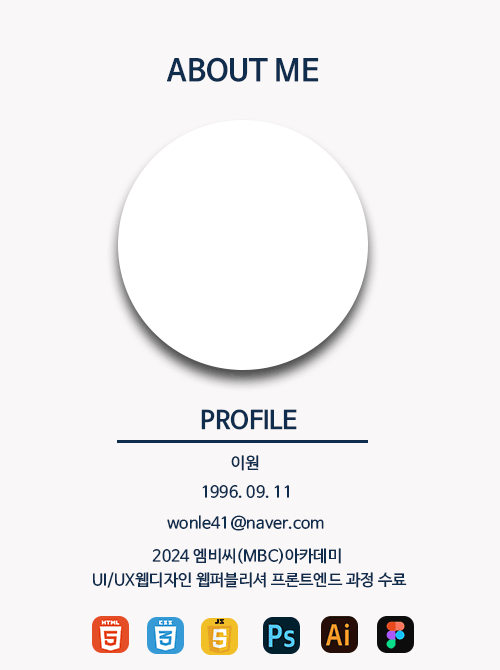 ABOUT ME
PROFILE
이원
1996. 09. 11
wonle41@naver.com
2024 엠비씨(MBC)아카데미
UI/UX웹디자인 웹퍼블리셔 프론트엔드 과정 수료
HTML 5 CSS 3 JS 5 Ps Ai